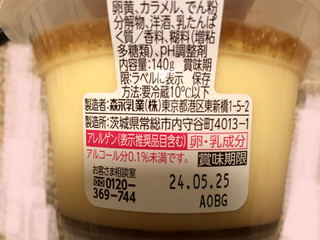 卵黄、カラメル、でん粉
分解物、洋酒、乳たんぱ
く質/香料、糊料(増粘
多糖類)、pH調整剤
内容量:140g 賞味期
限:ラベルに表示 保存
方法:要冷蔵10℃以下
製造者:森永乳業(株)東京都港区東新橋1-5-2
製造所:茨城県常総市内守谷町4013-1
アレルゲン(表示推奨品目含む) 卵・乳成分
アルコール分0.1%未満です。 賞味期限
お客さま相談室
0120-
369-744
24.05.25
A0BG